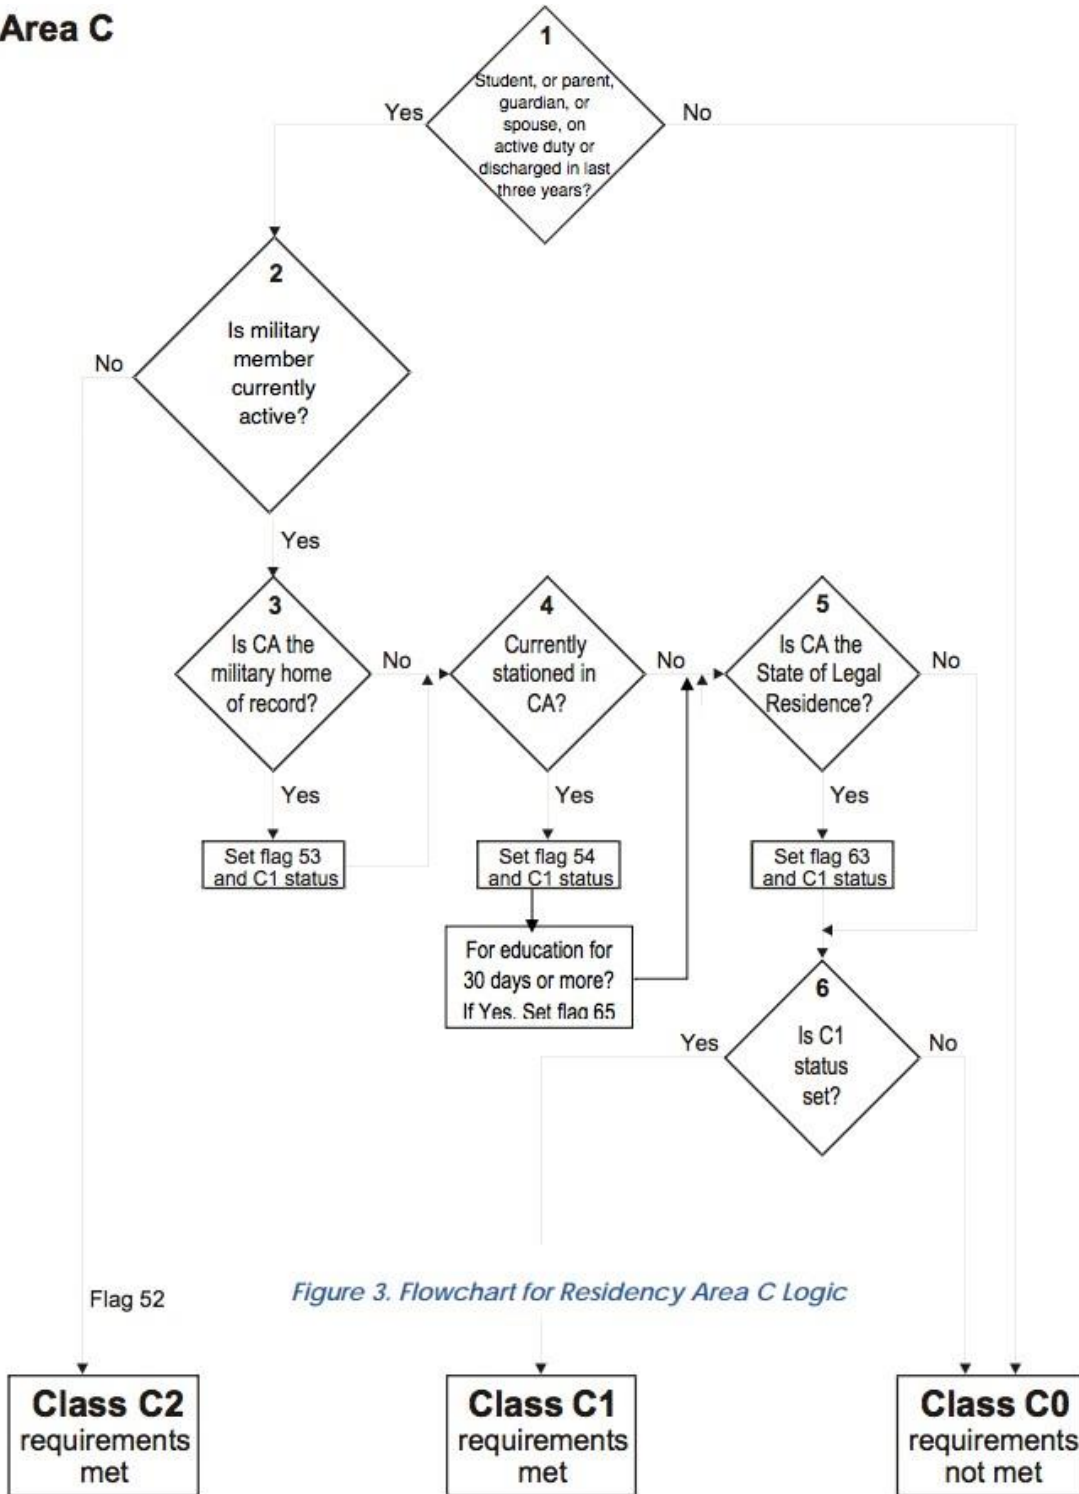 Area C
1
Student, or parent,
guardian, or
spouse, on
active duty or
discharged in last
three years?
Yes
No
2
Is military
member
currently
active?
No
Yes
3
Is CA the
military home
of record?
No
Yes
Set flag 53
and C1 status
4
Currently
stationed in
CA?
No
Yes
Set flag 54
and C1 status
For education for
30 days or more?
If Yes. Set flag 65
5
Is CA the
State of Legal
Residence?
No
Yes
Set flag 63
and C1 status
6
Is C1
status
set?
Yes
No
Flag 52
Figure 3. Flowchart for Residency Area C Logic
Class C2
requirements
met
Class C1
requirements
met
Class C0
requirements
not met